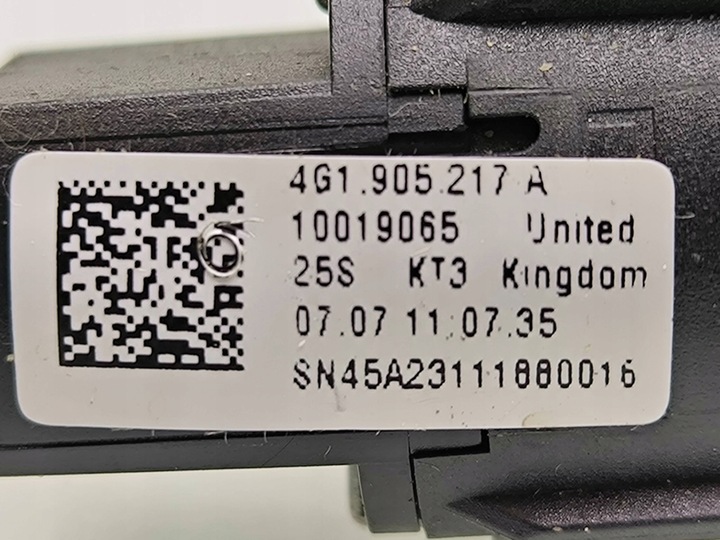 4G1.905.217 A
10019065 United
25S KT3 Kingdom
07.07 11:07.35
SN45A23111880016